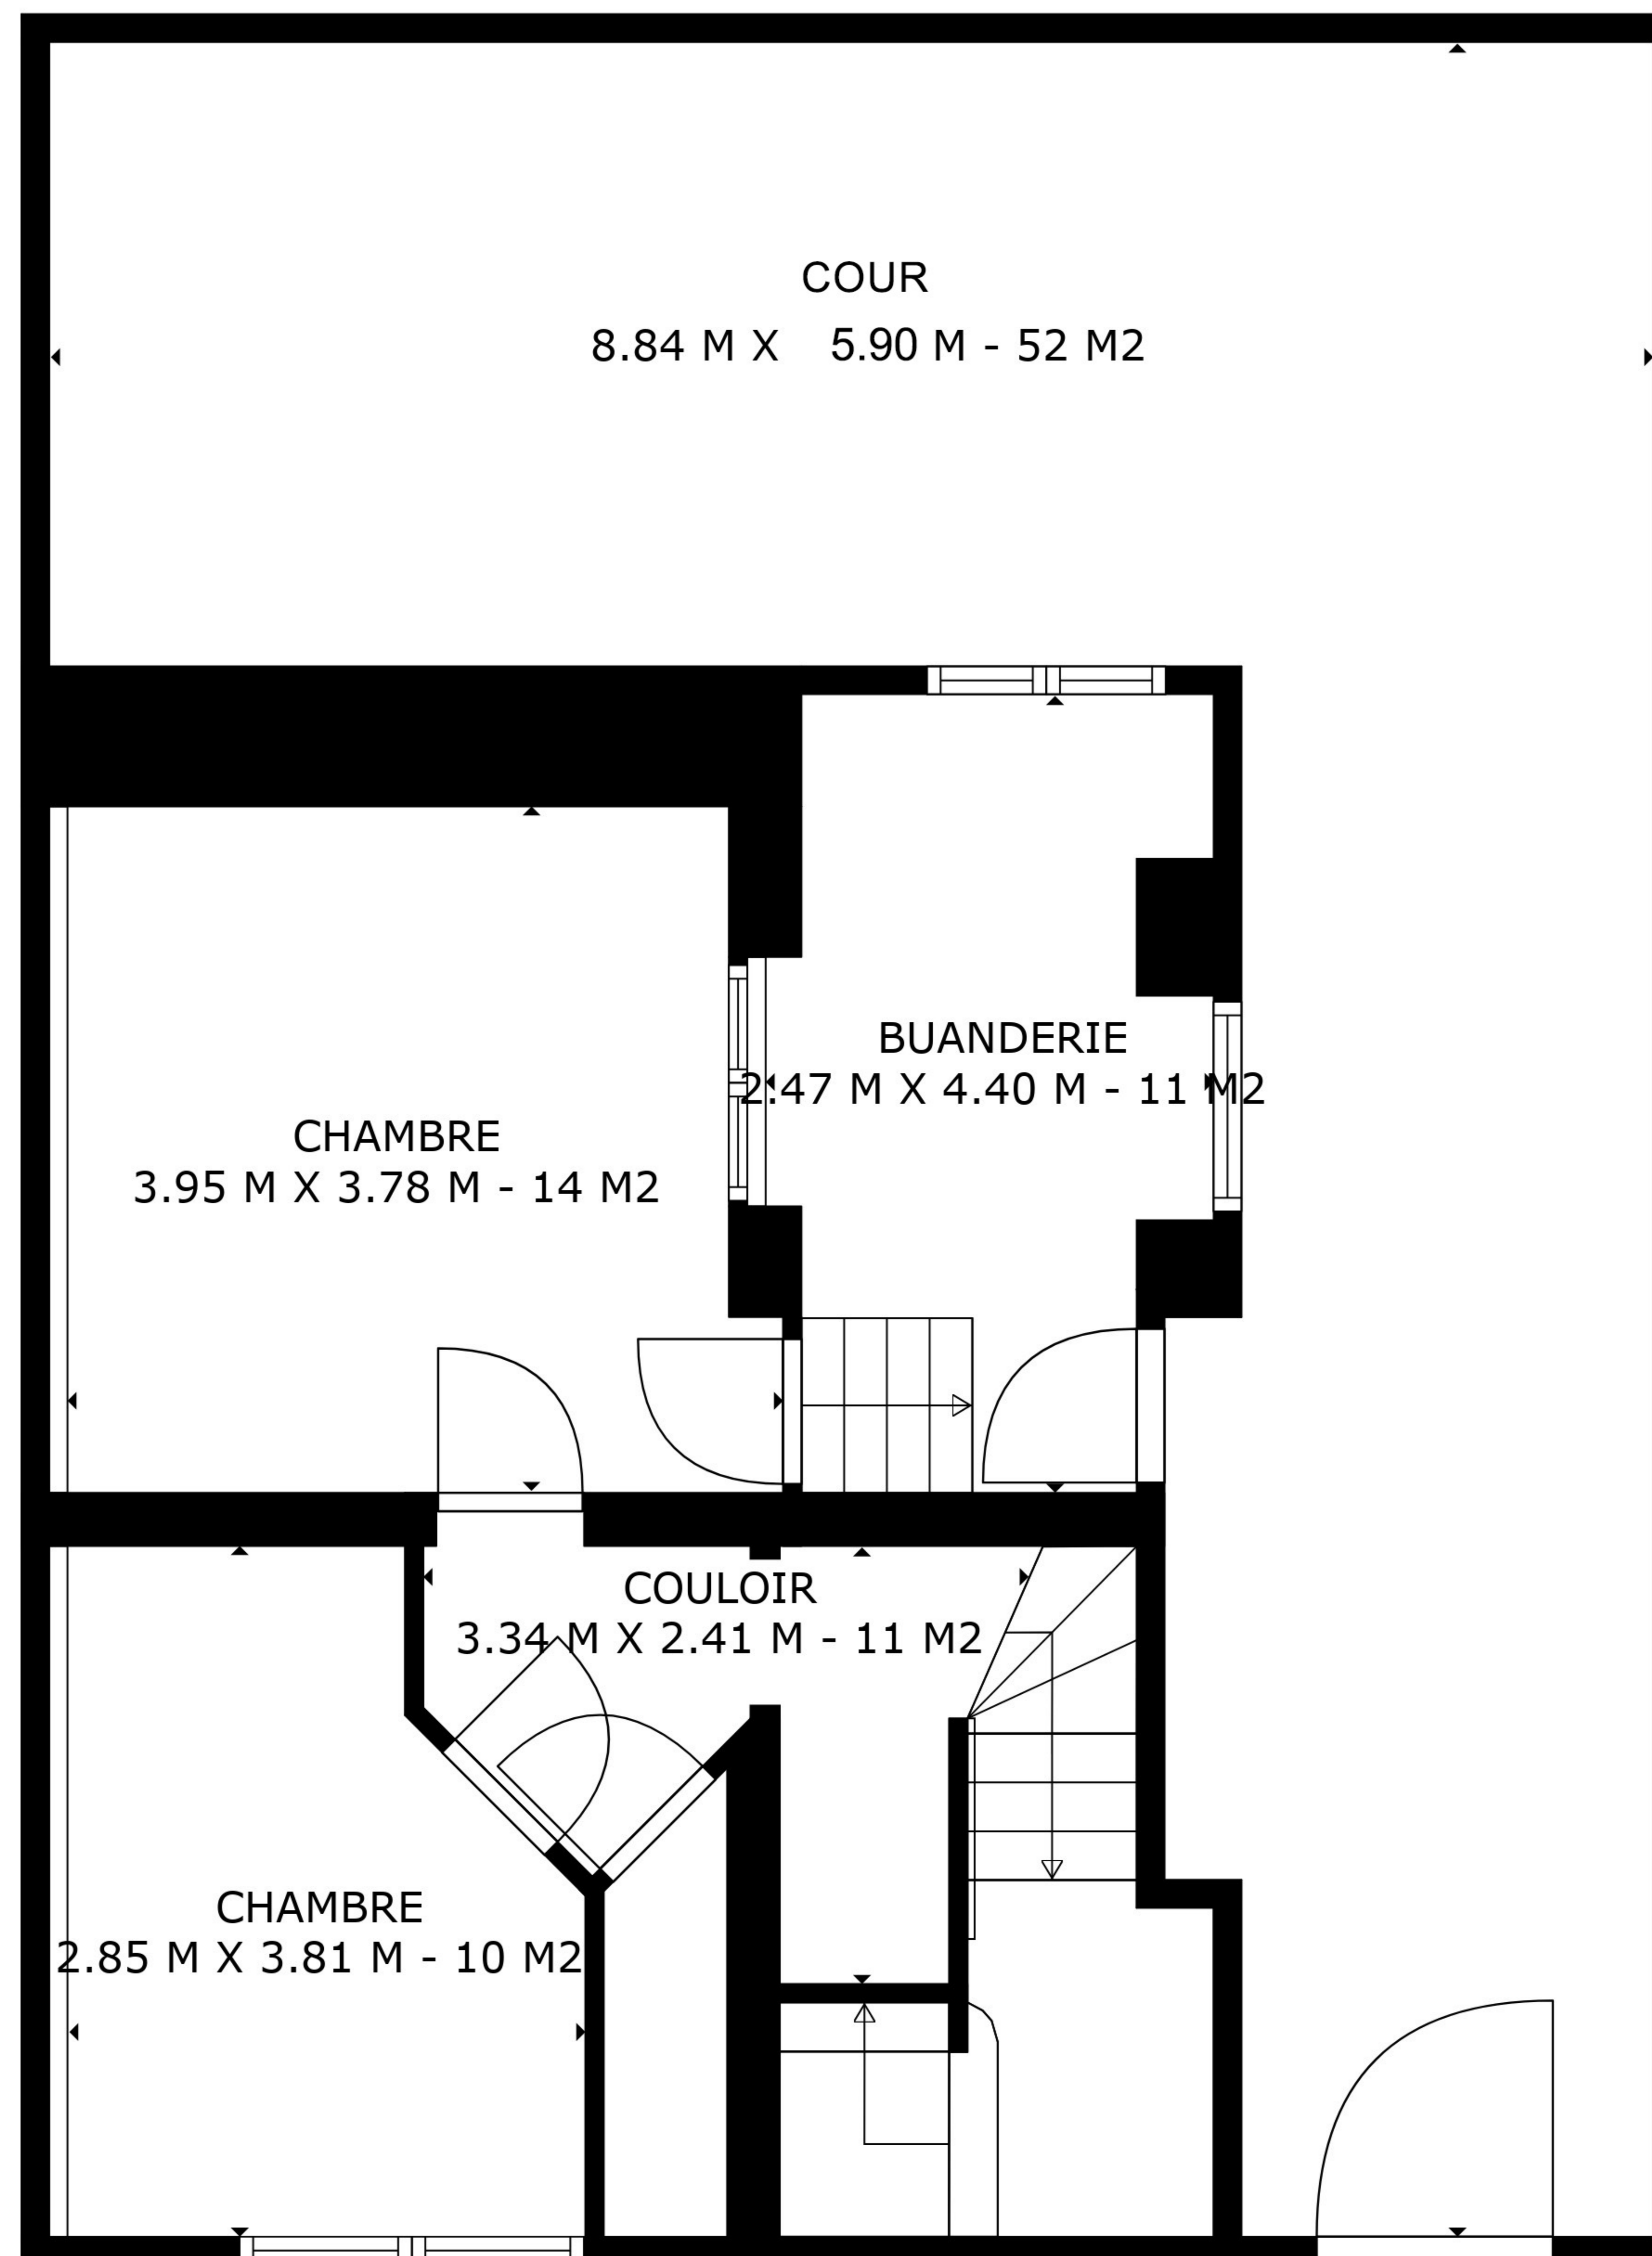 COUR
8.84 M X 5.90 M - 52 M2
BUANDERIE
2.47 M X 4.40 M - 11 M2
CHAMBRE
3.95 M X 3.78 M - 14 M2
COULOIR
3.34 M X 2.41 M - 11 M2
CHAMBRE
2.85 M X 3.81 M - 10 M2